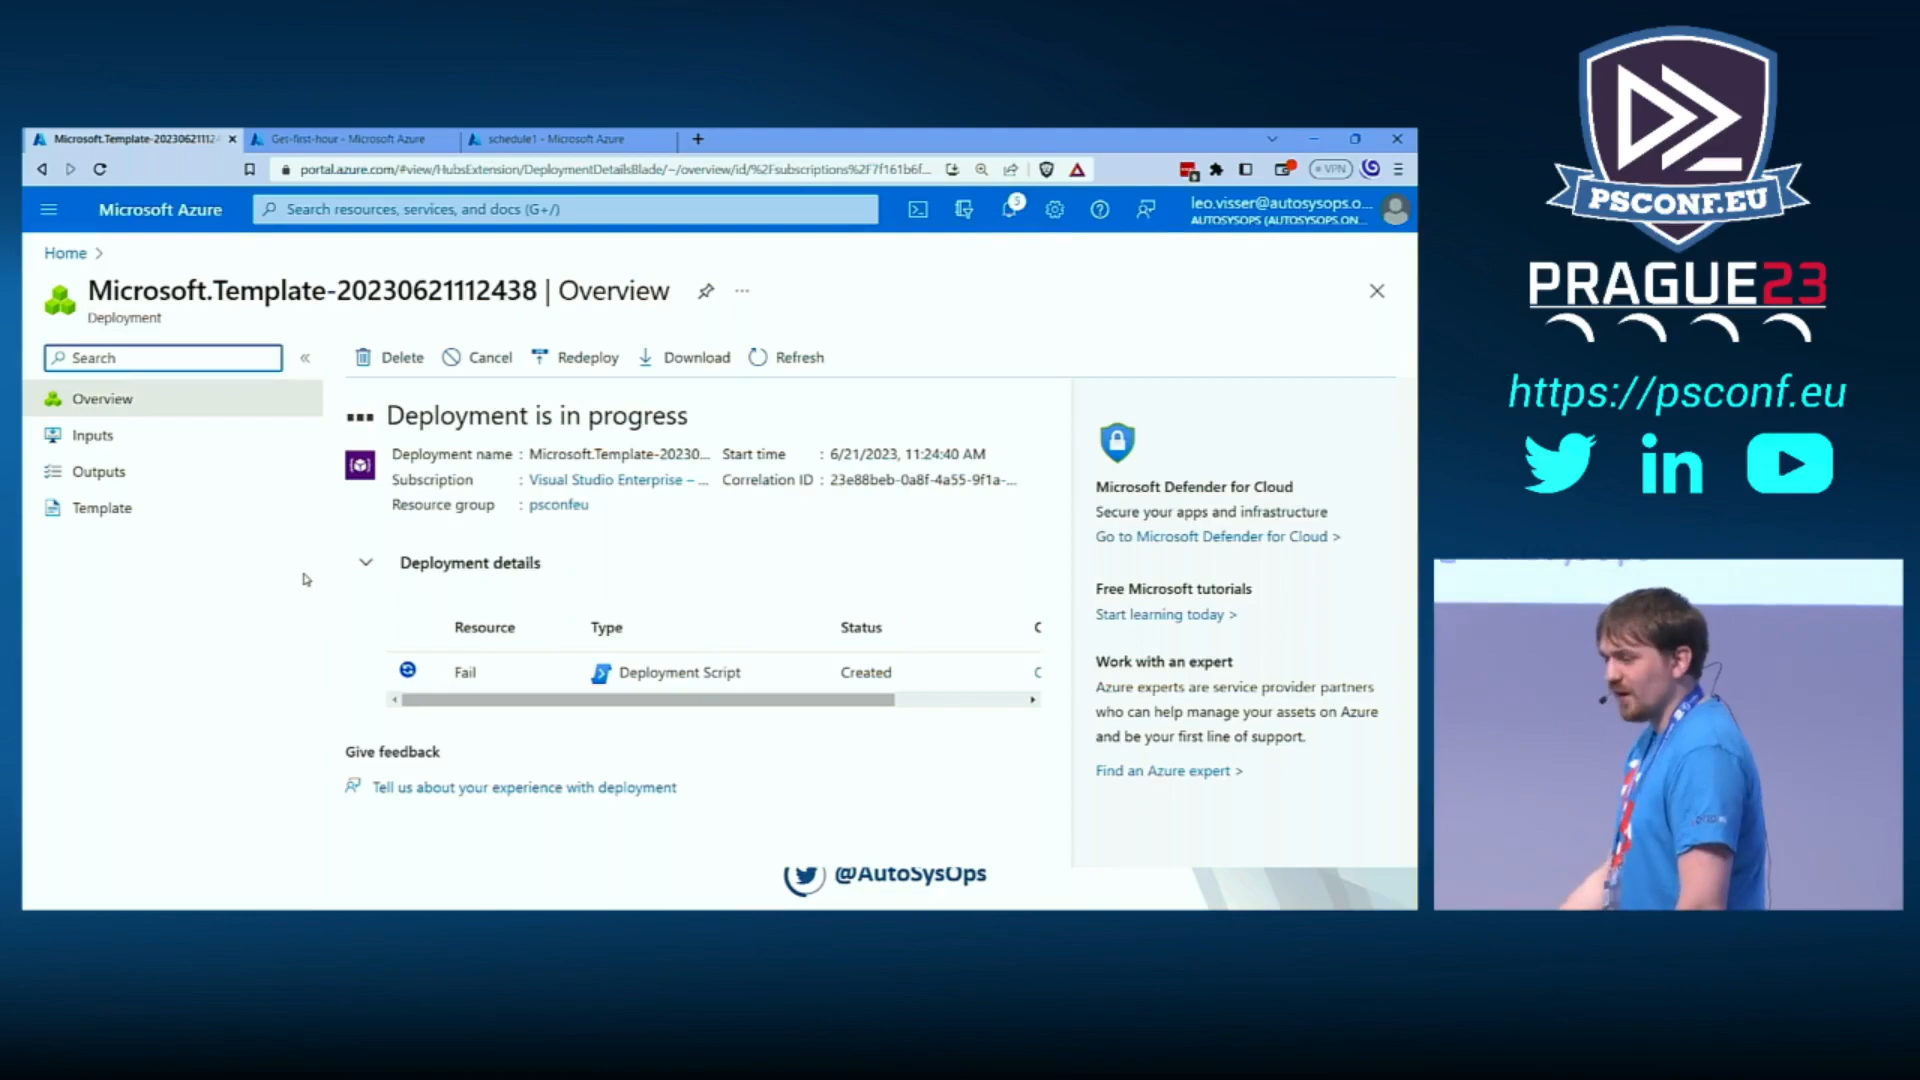 Microsoft.Template-20230621112
Get-first-hour - Microsoft Azure
schedule1 - Microsoft Azure
portal.azure.com/#view/HubsExtension/DeploymentDetailsBlade/~/overview/id/%2Fsubscriptions%2F7f161b6f...
VPN
Microsoft Azure
Search resources, services, and docs (G+/)
5
leo.visser@autosysops.o...
AUTOSYSOPS (AUTOSYSOPS.ON...
Home >
Microsoft.Template-20230621112438 | Overview
Deployment
Search
Delete
Cancel
Redeploy
Download
Refresh
Overview
Inputs
Outputs
Template
Deployment is in progress
Deployment name : Microsoft.Template-20230...
Start time : 6/21/2023, 11:24:40 AM
Subscription : Visual Studio Enterprise – ...
Correlation ID : 23e88beb-0a8f-4a55-9f1a-...
Resource group : psconfeu
Deployment details
Resource Type Status
Fail Deployment Script Created
Give feedback
Tell us about your experience with deployment
Microsoft Defender for Cloud
Secure your apps and infrastructure
Go to Microsoft Defender for Cloud >
Free Microsoft tutorials
Start learning today >
Work with an expert
Azure experts are service provider partners
who can help manage your assets on Azure
and be your first line of support.
Find an Azure expert >
@AutoSysOps
PSCONF.EU
PRAGUE23
https://psconf.eu
in